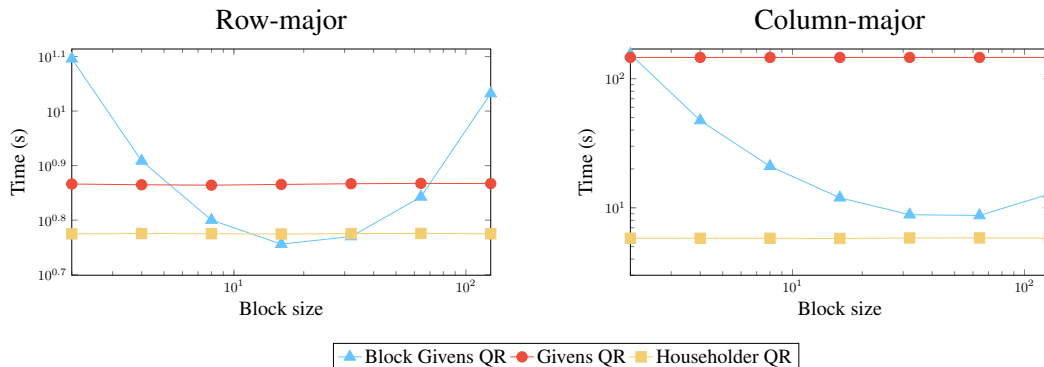 Row-major
Column-major
10^1.1
10^1
10^0.9
10^0.8
10^0.7
Time (s)
10^1
10^2
Block size
10^2
10^1
Time (s)
10^1
10^2
Block size
Block Givens QR Givens QR Householder QR